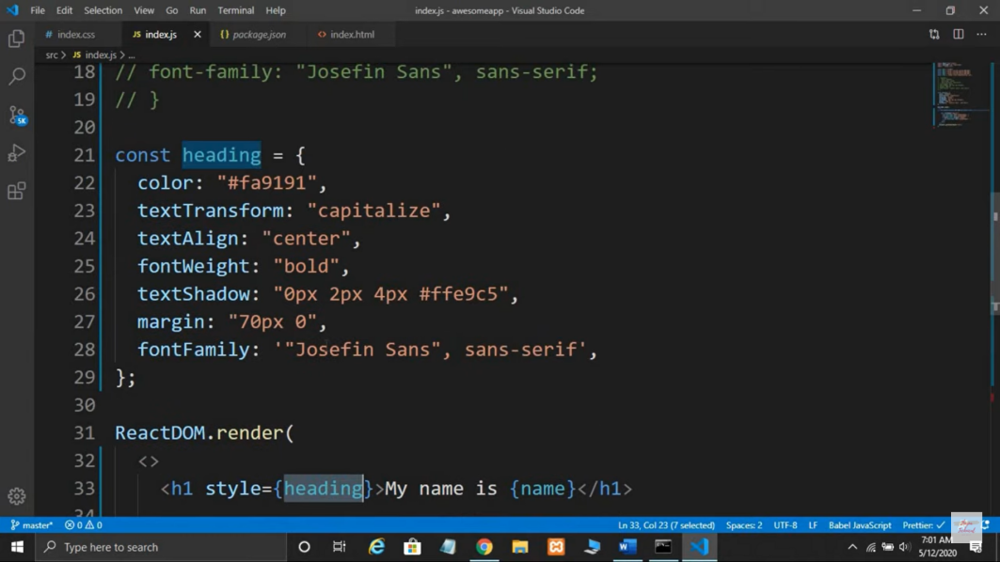 File Edit Selection View Go Run Terminal Help index.js - awesomeapp - Visual Studio Code
index.css index.js package.json index.html
src > index.js > ...
18 // font-family: "Josefin Sans", sans-serif;
19 // }
20
21 const heading = {
22 color: "#fa9191",
23 textTransform: "capitalize",
24 textAlign: "center",
25 fontWeight: "bold",
26 textShadow: "0px 2px 4px #ffe9c5",
27 margin: "70px 0",
28 fontFamily: '"Josefin Sans", sans-serif',
29 };
30
31 ReactDOM.render(
32 <>
33 <h1 style={heading}>My name is {name}</h1>
5K
master* 0 0 Ln 33, Col 23 (7 selected) Spaces: 2 UTF-8 LF Babel JavaScript Prettier: ✓
Type here to search 7:01 AM
5/12/2020